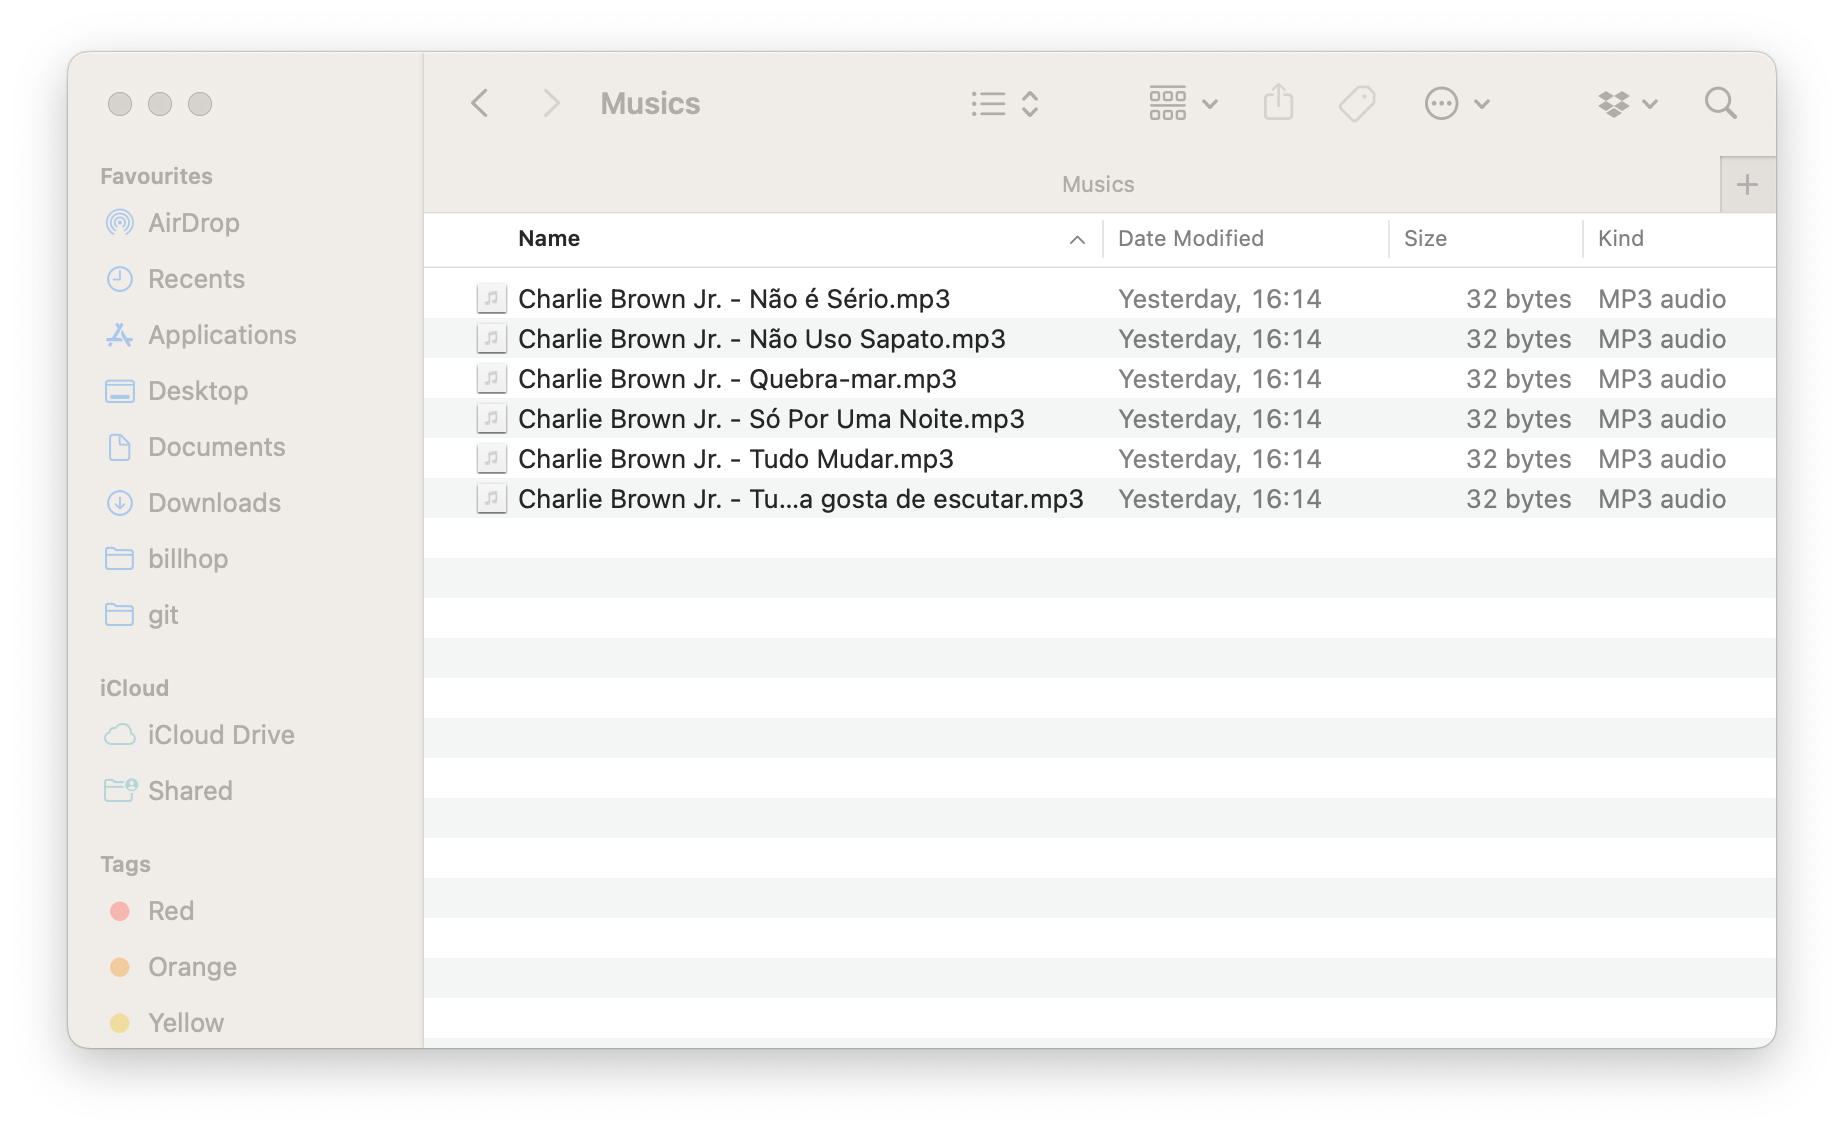 Musics
Favourites
AirDrop
Recents
Applications
Desktop
Documents
Downloads
billhop
git
iCloud
iCloud Drive
Shared
Tags
Red
Orange
Yellow
Musics
Name Date Modified Size Kind
Charlie Brown Jr. - Não é Sério.mp3 Yesterday, 16:14 32 bytes MP3 audio
Charlie Brown Jr. - Não Uso Sapato.mp3 Yesterday, 16:14 32 bytes MP3 audio
Charlie Brown Jr. - Quebra-mar.mp3 Yesterday, 16:14 32 bytes MP3 audio
Charlie Brown Jr. - Só Por Uma Noite.mp3 Yesterday, 16:14 32 bytes MP3 audio
Charlie Brown Jr. - Tudo Mudar.mp3 Yesterday, 16:14 32 bytes MP3 audio
Charlie Brown Jr. - Tu...a gosta de escutar.mp3 Yesterday, 16:14 32 bytes MP3 audio